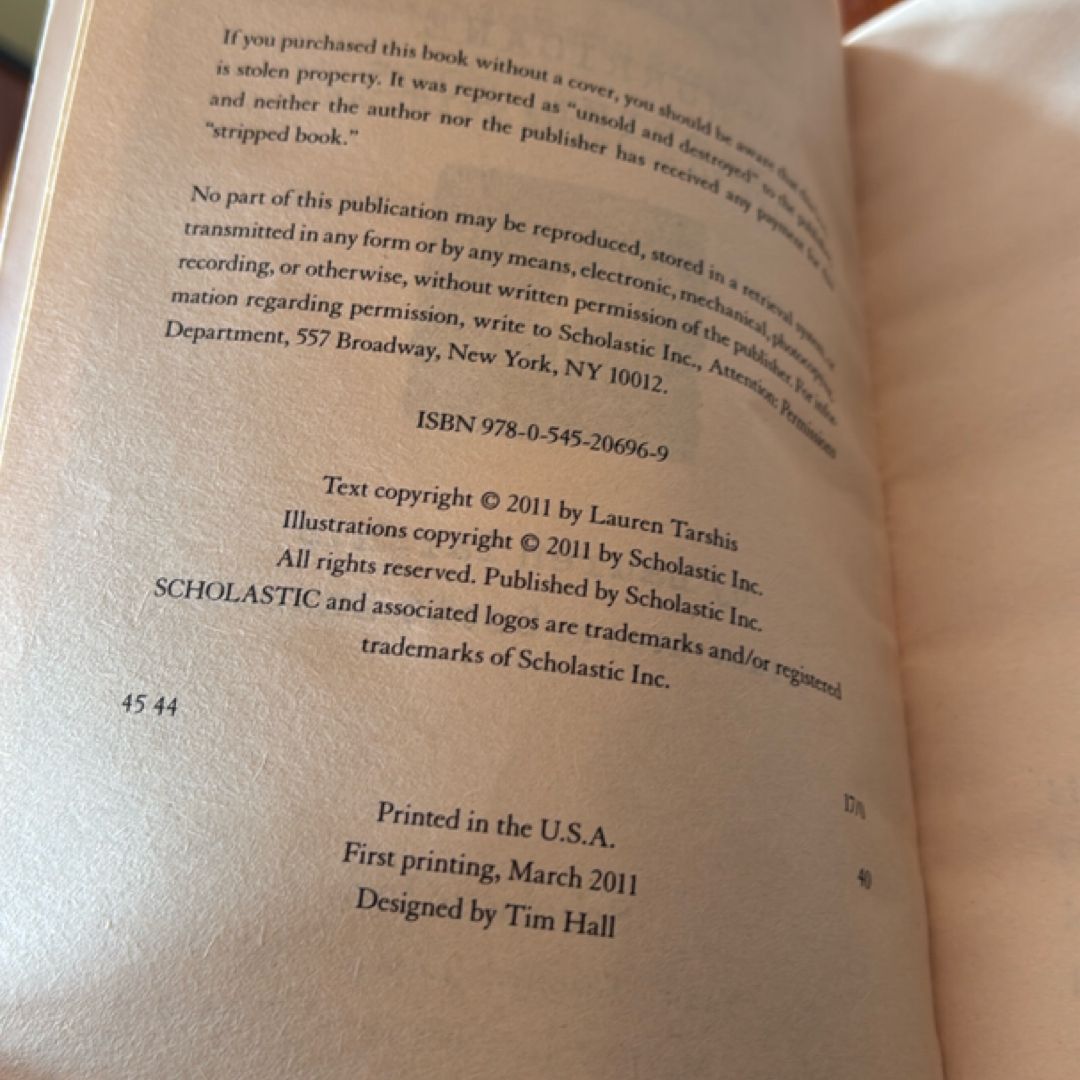 If you purchased this book without a cover, you should be aware that this
is stolen property. It was reported as “unsold and destroyed” to the publisher,
and neither the author nor the publisher has received any payment for this
“stripped book.”
No part of this publication may be reproduced, stored in a retrieval system, or
transmitted in any form or by any means, electronic, mechanical, photocopying,
recording, or otherwise, without written permission of the publisher. For infor-
mation regarding permission, write to Scholastic Inc., Attention: Permissions
Department, 557 Broadway, New York, NY 10012.
ISBN 978-0-545-20696-9
Text copyright © 2011 by Lauren Tarshis
Illustrations copyright © 2011 by Scholastic Inc.
All rights reserved. Published by Scholastic Inc.
SCHOLASTIC and associated logos are trademarks and/or registered
trademarks of Scholastic Inc.
45 44
Printed in the U.S.A.
40
First printing, March 2011
Designed by Tim Hall